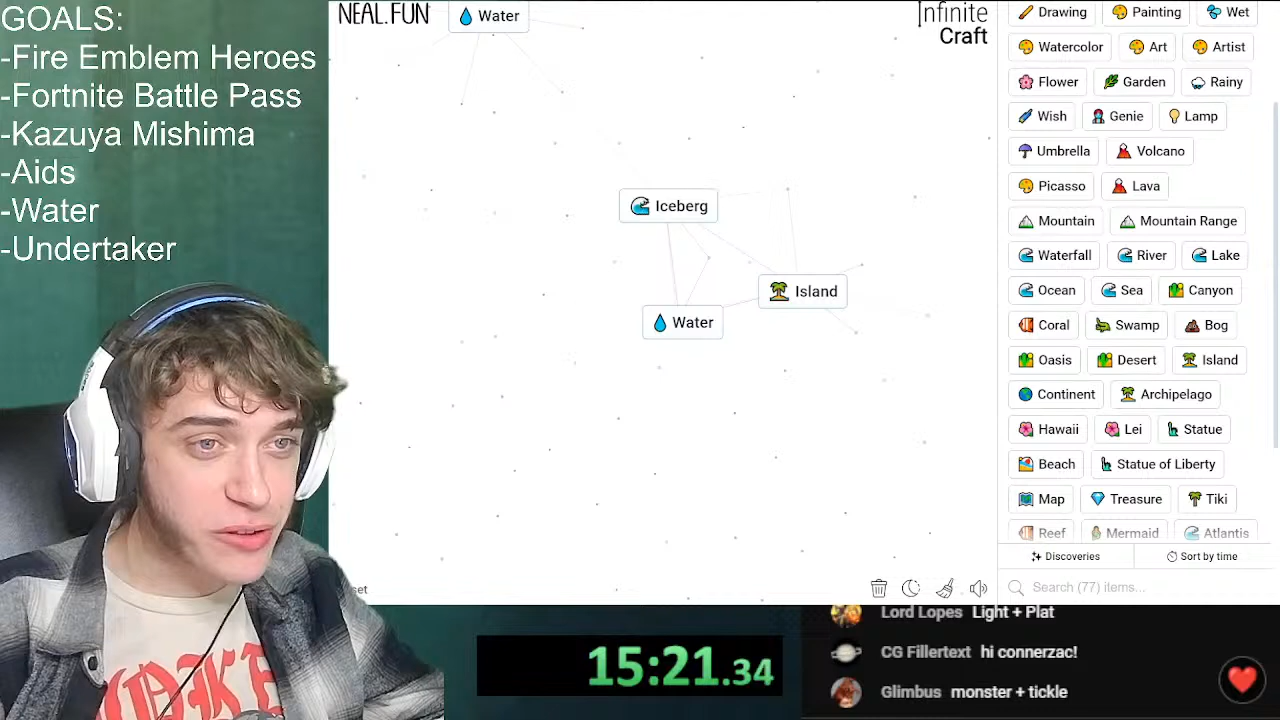 GOALS:
-Fire Emblem Heroes
-Fortnite Battle Pass
-Kazuya Mishima
-Aids
-Water
-Undertaker
NEAL.FUN
Water
Infinite
Craft
Iceberg
Island
Water
Drawing Painting Wet
Watercolor Art Artist
Flower Garden Rainy
Wish Genie Lamp
Umbrella Volcano
Picasso Lava
Mountain Mountain Range
Waterfall River Lake
Ocean Sea Canyon
Coral Swamp Bog
Oasis Desert Island
Continent Archipelago
Hawaii Lei Statue
Beach Statue of Liberty
Map Treasure Tiki
Reef Mermaid Atlantis
Discoveries Sort by time
Search (77) items...
15:21.34
Lord Lopes Light + Plat
CG Fillertext hi connerzac!
Glimbus monster + tickle